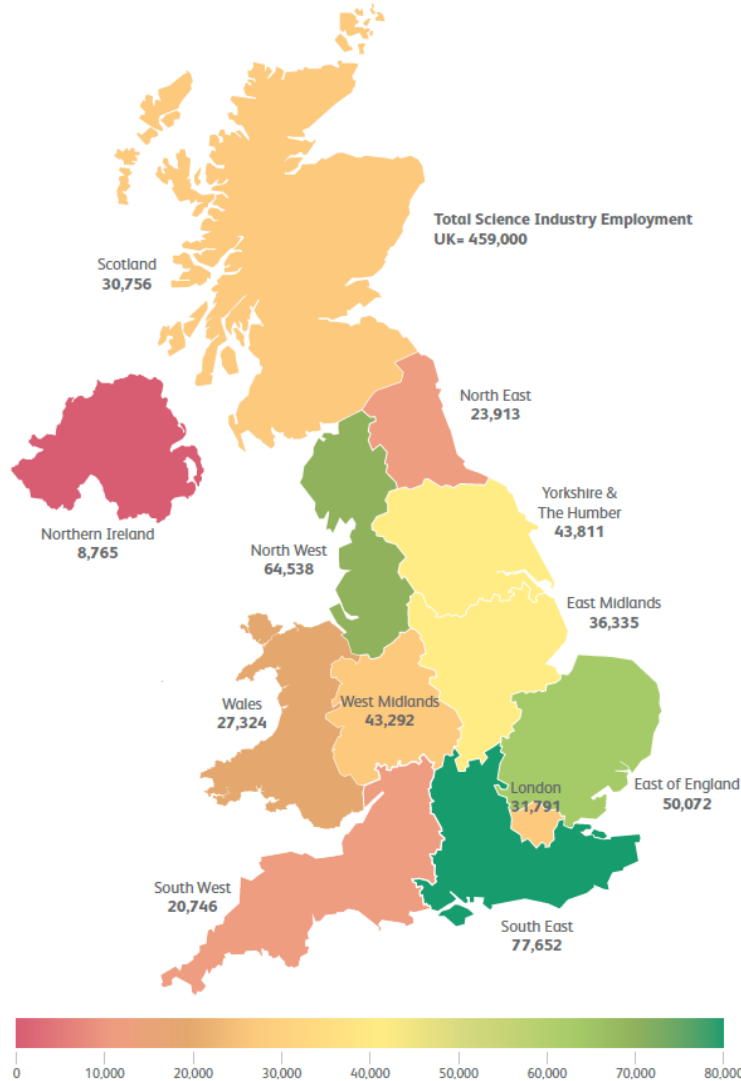 Total Science Industry Employment
UK= 459,000
Scotland
30,756
North East
23,913
Yorkshire &
The Humber
43,811
Northern Ireland
8,765
North West
64,538
East Midlands
36,335
Wales
27,324
West Midlands
43,292
London
31,791
East of England
50,072
South West
20,746
South East
77,652
0 10,000 20,000 30,000 40,000 50,000 60,000 70,000 80,000